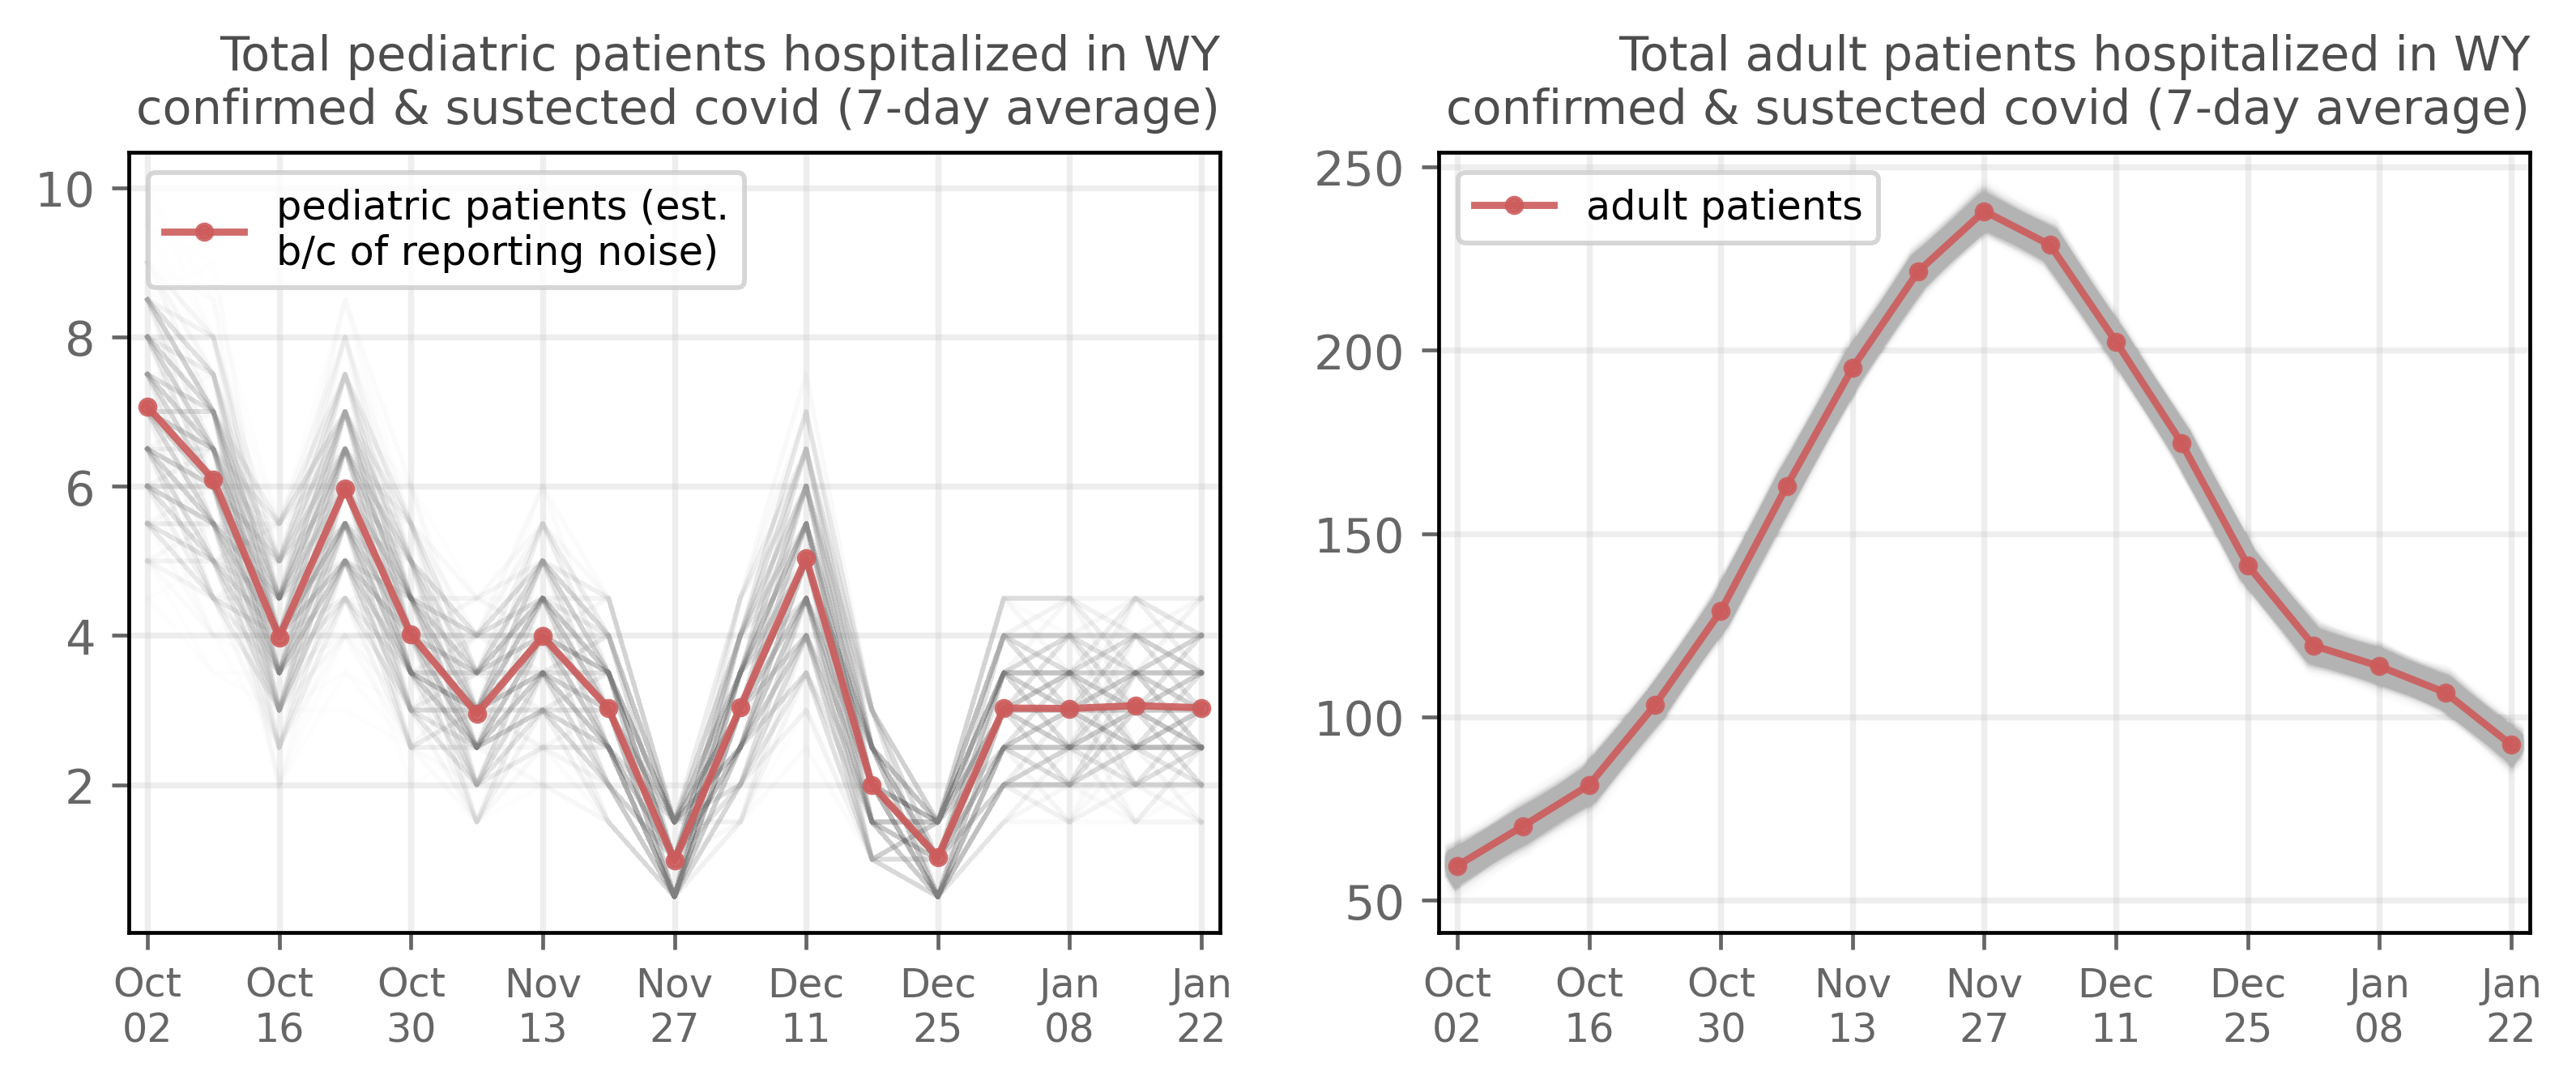 Total pediatric patients hospitalized in WY
confirmed & sustected covid (7-day average)
10
8
6
4
2
pediatric patients (est.
b/c of reporting noise)
Oct Oct Oct Nov Nov Dec Dec Jan Jan
02 16 30 13 27 11 25 08 22
Total adult patients hospitalized in WY
confirmed & sustected covid (7-day average)
250
200
150
100
50
adult patients
Oct Oct Oct Nov Nov Dec Dec Jan Jan
02 16 30 13 27 11 25 08 22